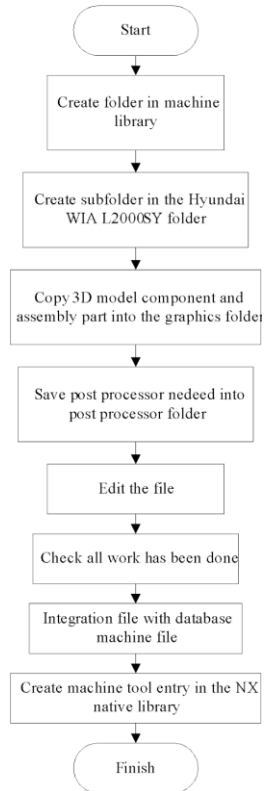 Start
Create folder in machine
library
Create subfolder in the Hyundai
WIA L2000SY folder
Copy 3D model component and
assembly part into the graphics folder
Save post processor nedeed into
post processor folder
Edit the file
Check all work has been done
Integration file with database
machine file
Create machine tool entry in the NX
native library
Finish